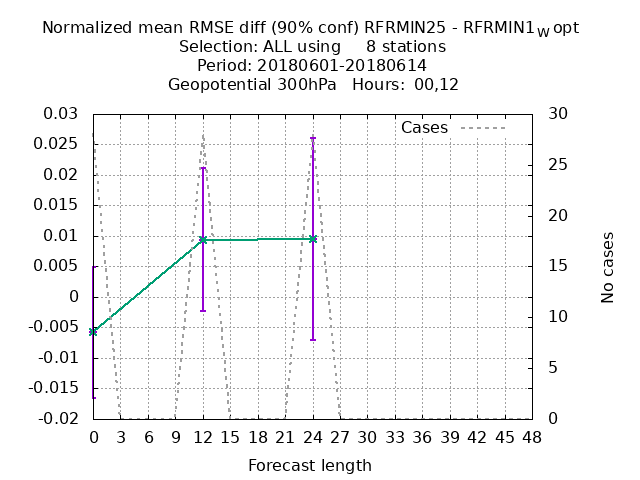 Normalized mean RMSE diff (90% conf) RFRMIN25 - RFRMIN1W opt
Selection: ALL using 8 stations
Period: 20180601-20180614
Geopotential 300hPa Hours: 00,12
0.03
0.025
0.02
0.015
0.01
0.005
0
-0.005
-0.01
-0.015
-0.02
Cases
30
25
20
15
10
5
0
No cases
0 3 6 9 12 15 18 21 24 27 30 33 36 39 42 45 48
Forecast length